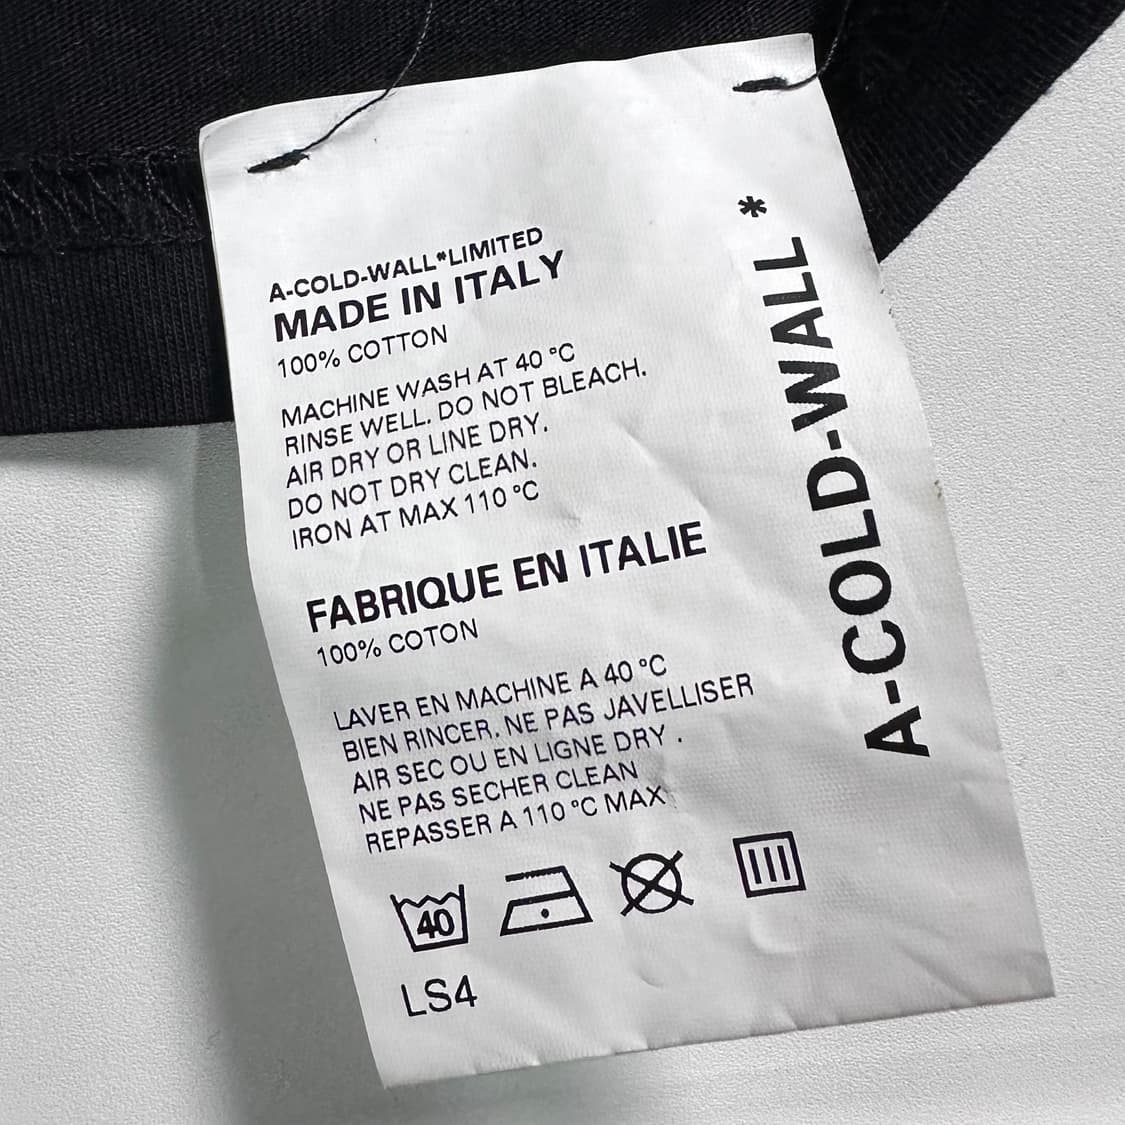 A-COLD-WALL*LIMITED
MADE IN ITALY
100% COTTON
MACHINE WASH AT 40 °C
RINSE WELL. DO NOT BLEACH.
AIR DRY OR LINE DRY.
DO NOT DRY CLEAN.
IRON AT MAX 110 °C
FABRIQUE EN ITALIE
100% COTON
LAVER EN MACHINE A 40 °C
BIEN RINCER. NE PAS JAVELLISER
AIR SEC OU EN LIGNE DRY .
NE PAS SECHER CLEAN
REPASSER A 110 °C MAX
40
LS4
A-COLD-WALL *